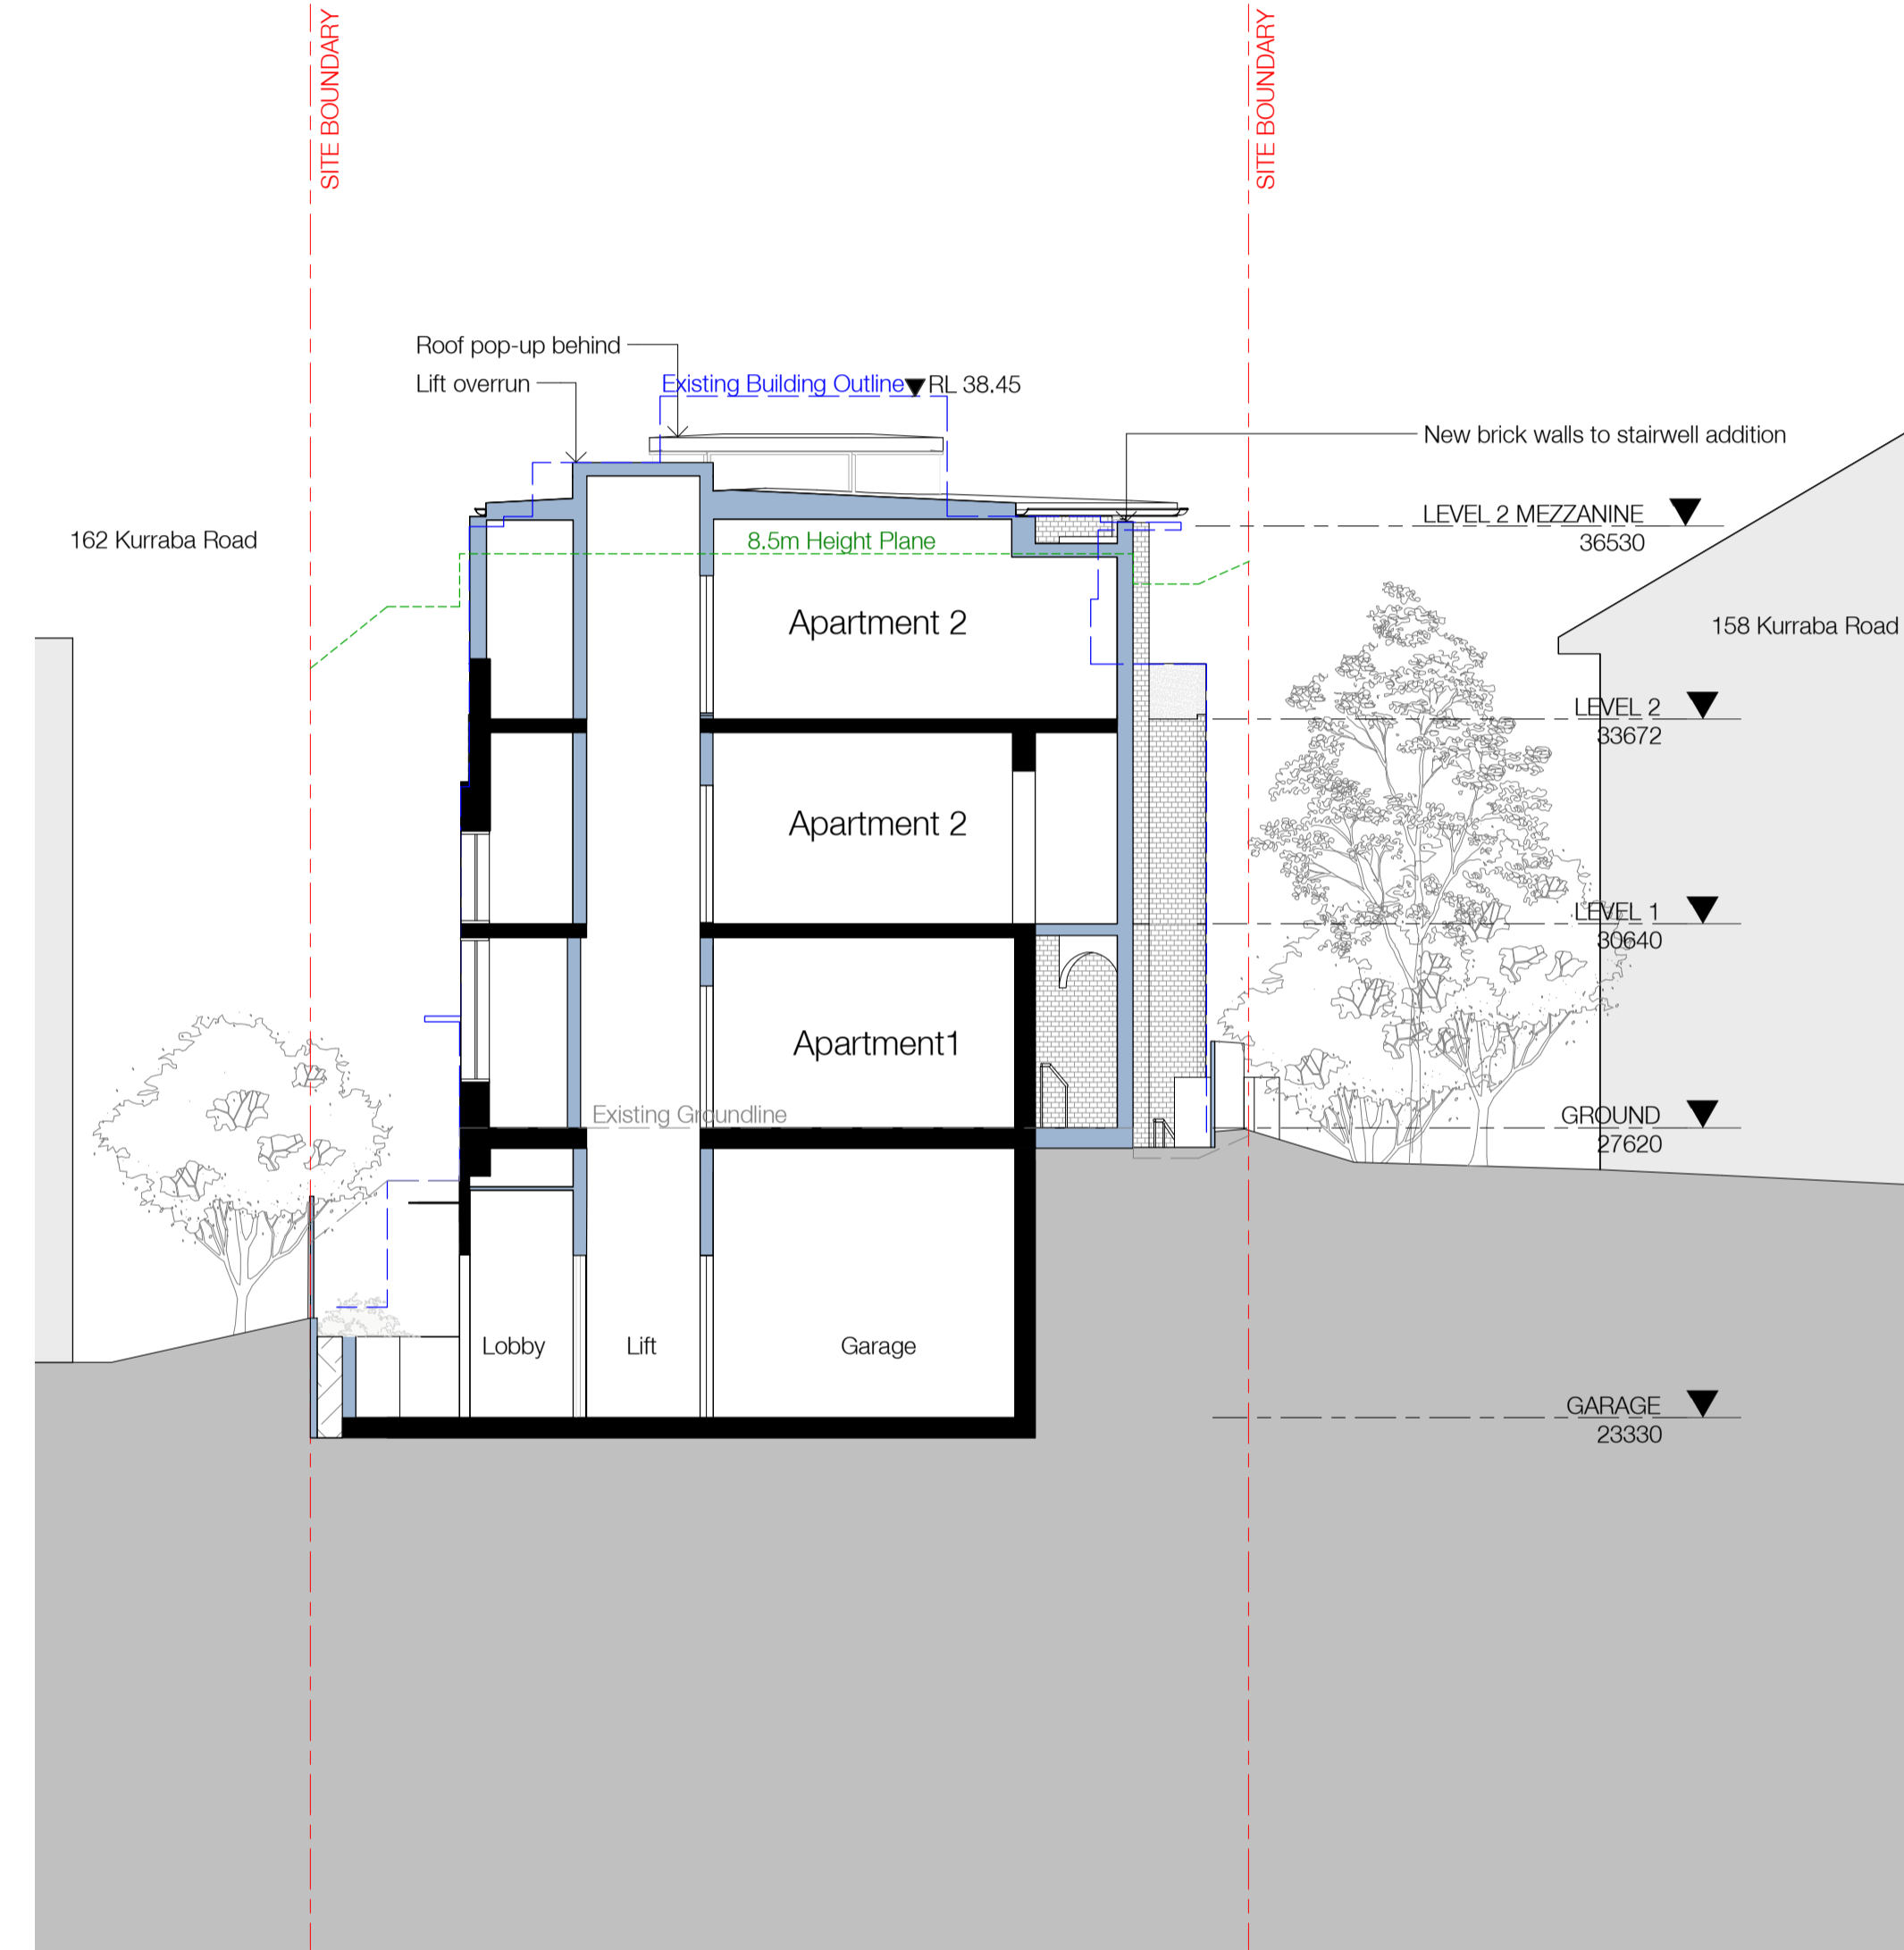 SITE BOUNDARY
SITE BOUNDARY
Roof pop-up behind
Lift overrun
Existing Building Outline
RL 38.45
New brick walls to stairwell addition
LEVEL 2 MEZZANINE
36530
162 Kurraba Road
8.5m Height Plane
Apartment 2
158 Kurraba Road
LEVEL 2
33672
Apartment 2
LEVEL 1
30640
Apartment1
Existing Groundline
GROUND
27620
Lobby
Lift
Garage
GARAGE
23330